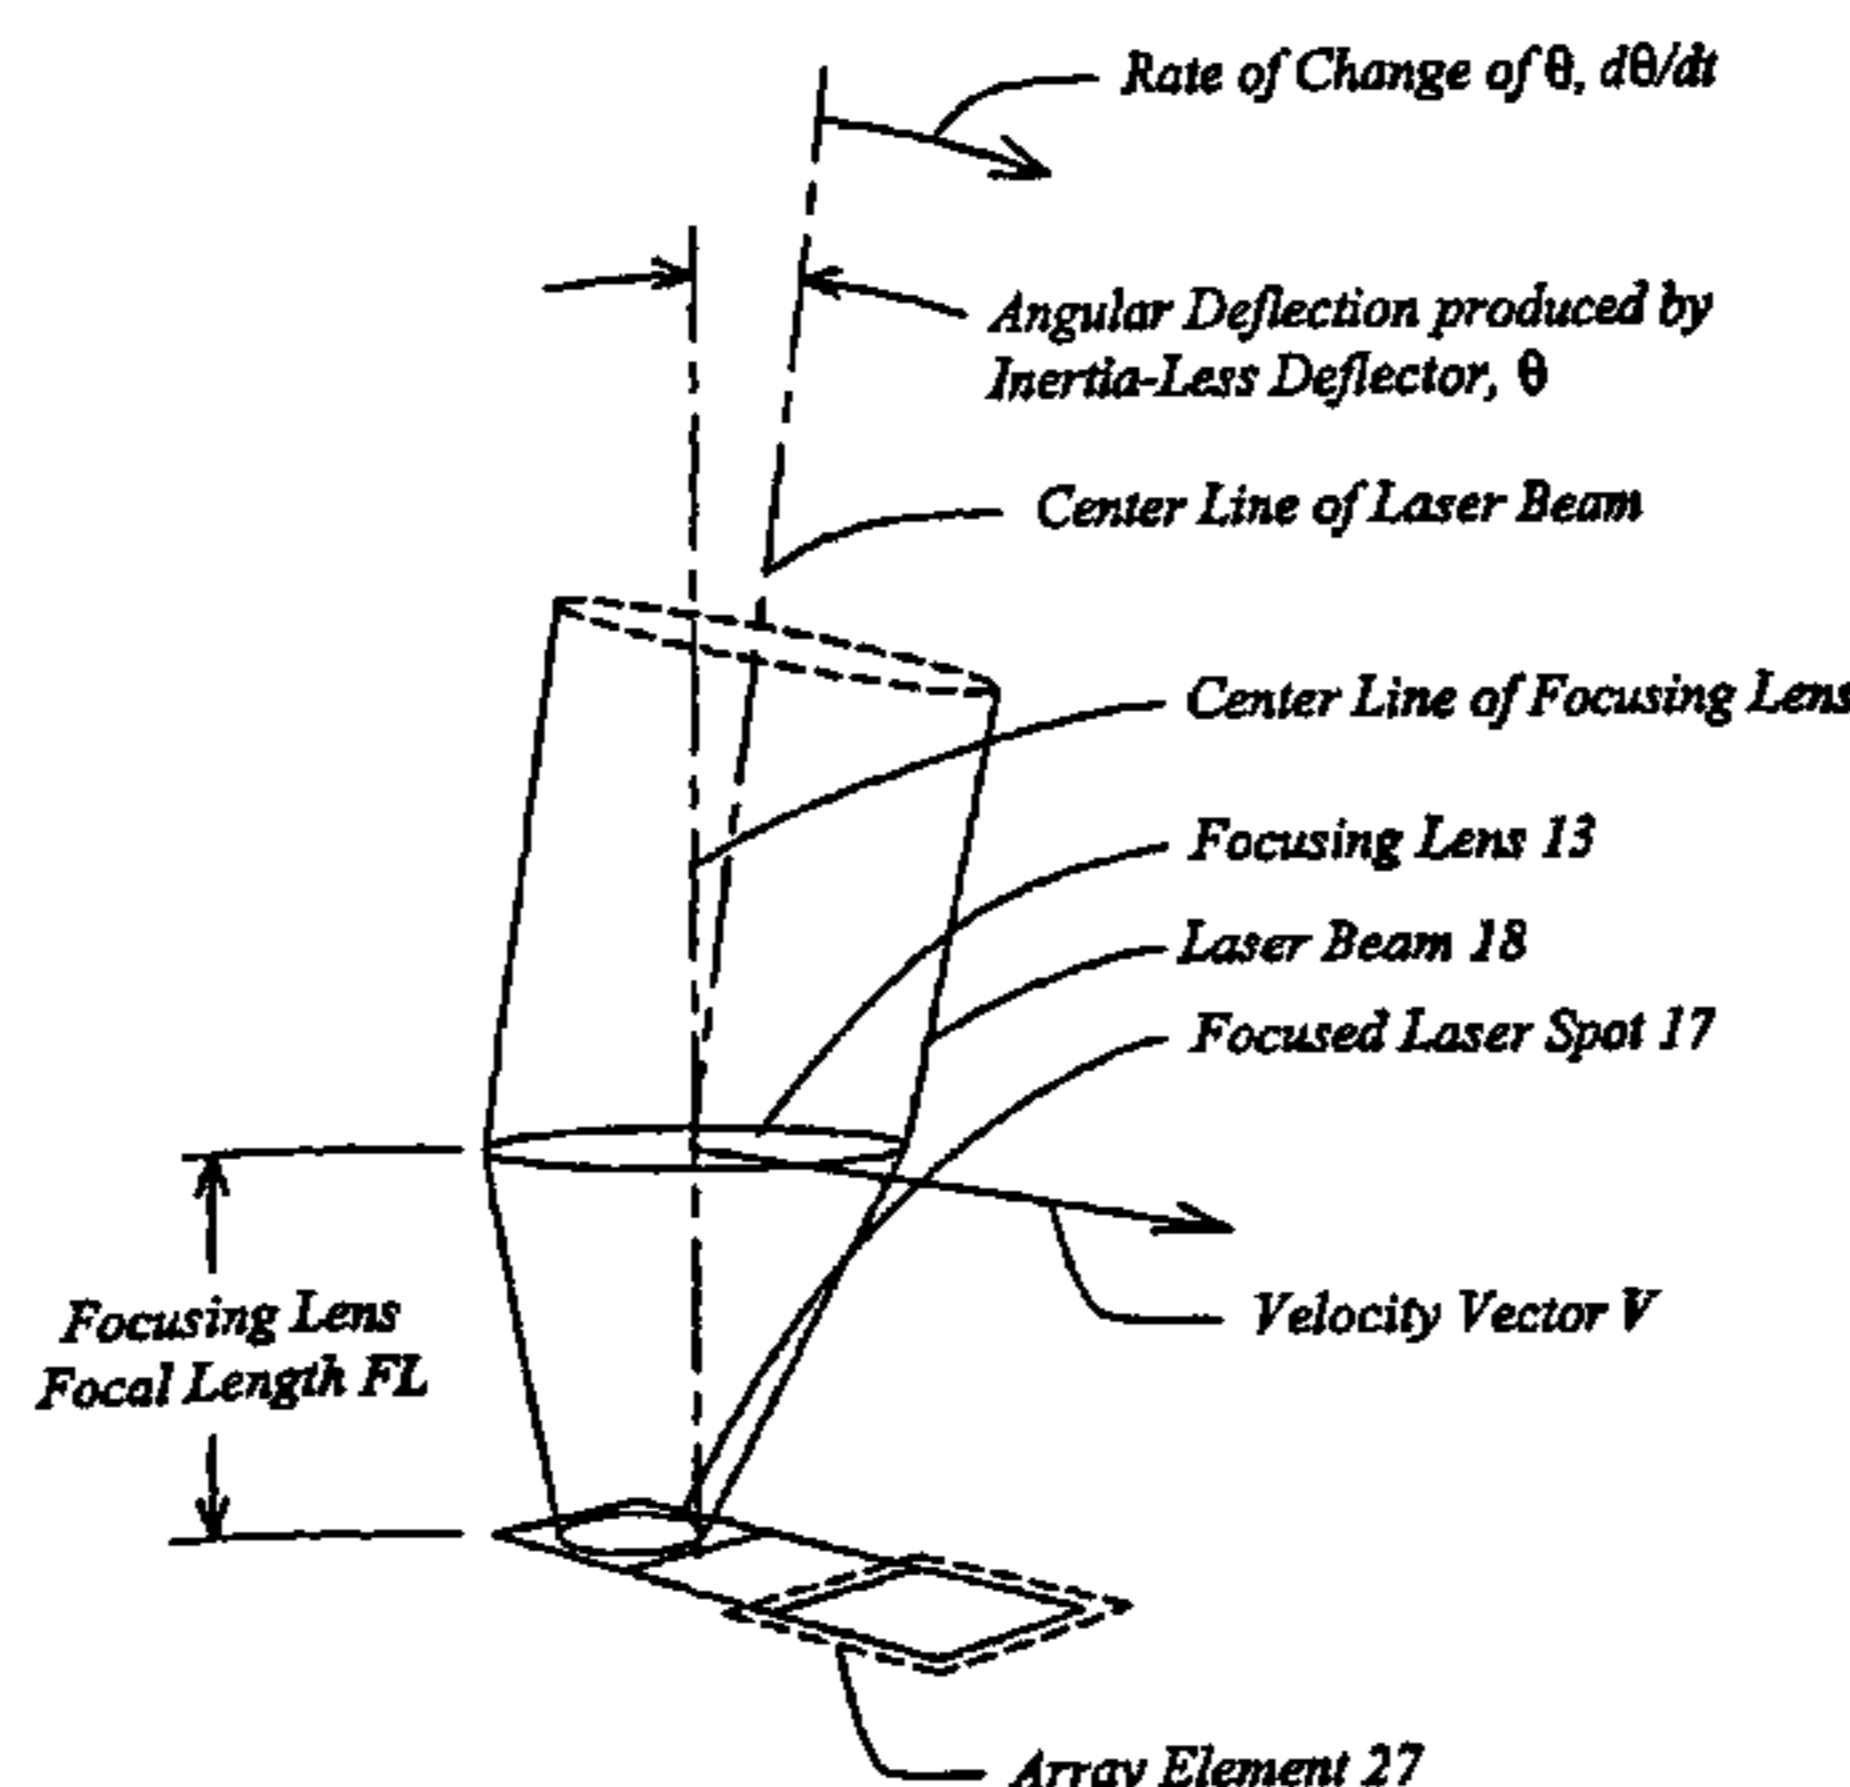 Rate of Change of θ, dθ/dt
Angular Deflection produced by
Inertia-Less Deflector, θ
Center Line of Laser Beam
Center Line of Focusing Lens
Focusing Lens 13
Laser Beam 18
Focused Laser Spot 17
Velocity Vector V
Focusing Lens
Focal Length FL
Array Element 27